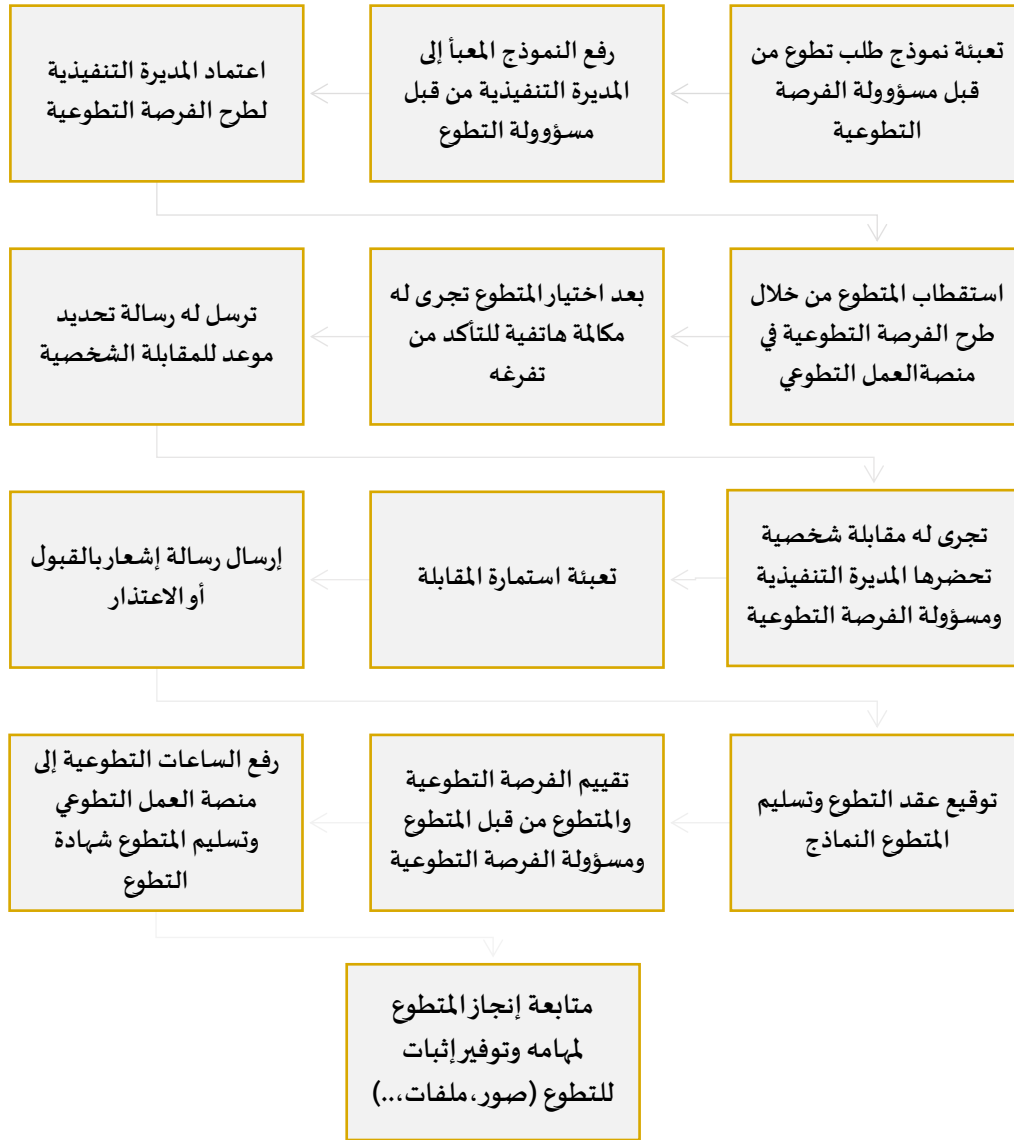 تعبئة نموذج طلب تطوع من
قبل مسؤوولة الفرصة
التطوعية
رفع النموذج المعبأ إلى
المديرة التنفيذية من قبل
مسؤوولة التطوع
اعتماد المديرة التنفيذية
لطرح الفرصة التطوعية
استقطاب المتطوع من خلال
طرح الفرصة التطوعية في
منصةالعمل التطوعي
بعد اختيار المتطوع تجرى له
مكالمة هاتفية للتأكد من
تفرغه
ترسل له رسالة تحديد
موعد للمقابلة الشخصية
تجرى له مقابلة شخصية
تحضرها المديرة التنفيذية
ومسؤولة الفرصة التطوعية
تعبئة استمارة المقابلة
إرسال رسالة إشعار بالقبول
أو الاعتذار
توقيع عقد التطوع وتسليم
المتطوع النماذج
تقييم الفرصة التطوعية
والمتطوع من قبل المتطوع
ومسؤولة الفرصة التطوعية
رفع الساعات التطوعية إلى
منصة العمل التطوعي
وتسليم المتطوع شهادة
التطوع
متابعة إنجاز المتطوع
لمهامه وتوفير إثبات
للتطوع (صور، ملفات،..)